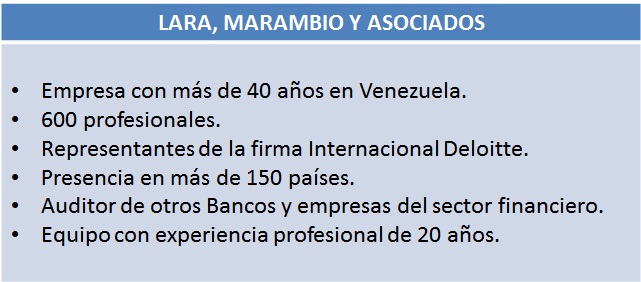 LARA, MARAMBIO Y ASOCIADOS
• Empresa con más de 40 años en Venezuela.
• 600 profesionales.
• Representantes de la firma Internacional Deloitte.
• Presencia en más de 150 países.
• Auditor de otros Bancos y empresas del sector financiero.
• Equipo con experiencia profesional de 20 años.